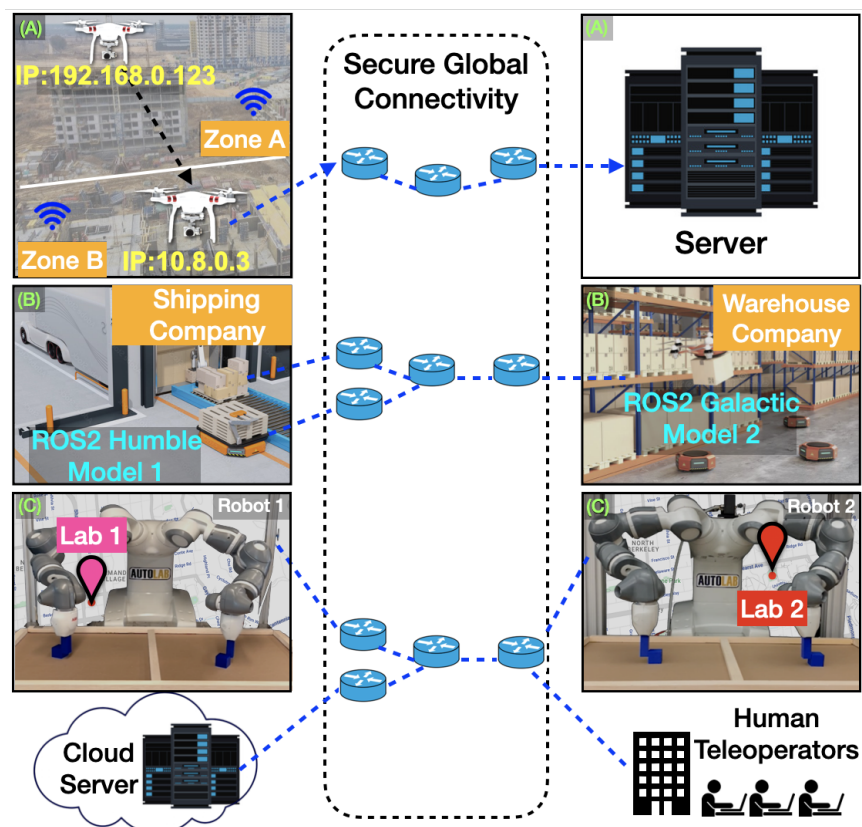 (A)
IP:192.168.0.123
Zone A
Zone B
IP:10.8.0.3
Secure Global
Connectivity
(A)
Server
(B)
Shipping
Company
ROS2 Humble
Model 1
(B)
Warehouse
Company
ROS2 Galactic
Model 2
(C)
Robot 1
Lab 1
AUTOLAB
(C)
Robot 2
NORTH
BERKELEY
AUTOLAB
Lab 2
Cloud
Server
Human
Teleoperators